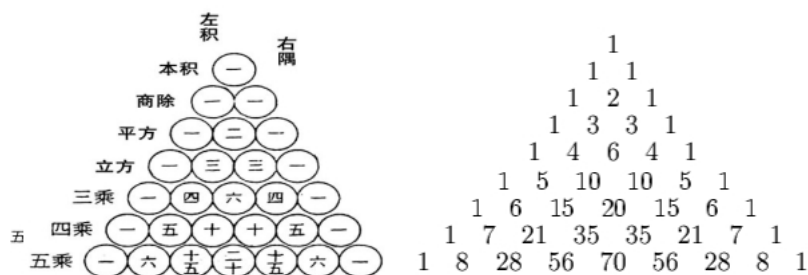 左积
右隅
本积 一
商除 一 一
平方 一 二 一
立方 一 三 三 一
三乘 一 四 六 四 一
四乘 一 五 十 十 五 一
五
五乘 一 六 十五 二十 十五 六 一
1
1 1
1 2 1
1 3 3 1
1 4 6 4 1
1 5 10 10 5 1
1 6 15 20 15 6 1
1 7 21 35 35 21 7 1
1 8 28 56 70 56 28 8 1